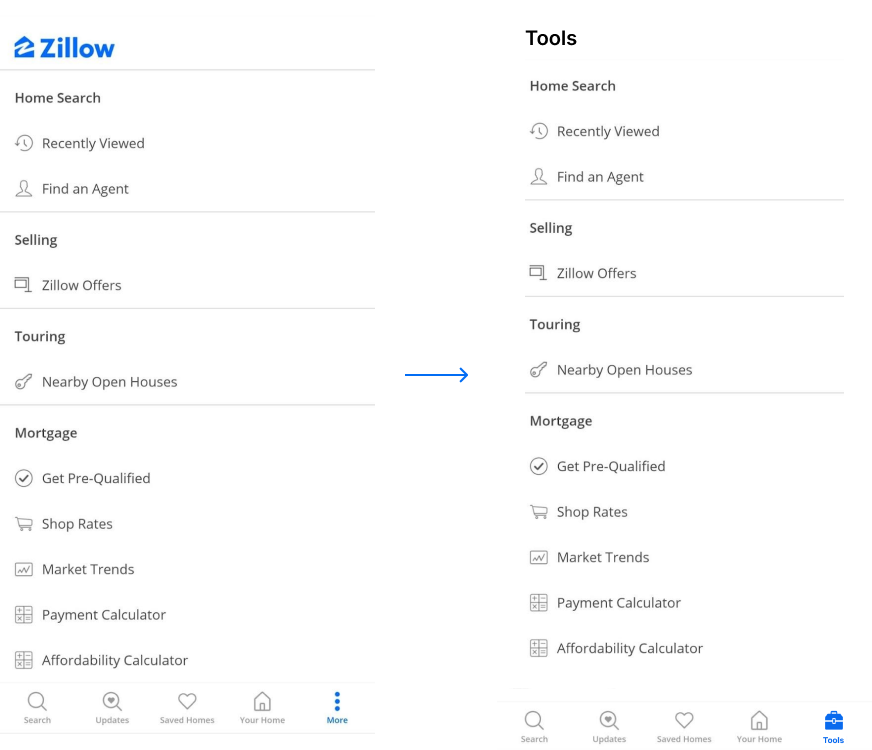 Zillow
Home Search
Recently Viewed
Find an Agent
Selling
Zillow Offers
Touring
Nearby Open Houses
Mortgage
Get Pre-Qualified
Shop Rates
Market Trends
Payment Calculator
Affordability Calculator
Search
Updates
Saved Homes
Your Home
More
Tools
Home Search
Recently Viewed
Find an Agent
Selling
Zillow Offers
Touring
Nearby Open Houses
Mortgage
Get Pre-Qualified
Shop Rates
Market Trends
Payment Calculator
Affordability Calculator
Search
Updates
Saved Homes
Your Home
Tools